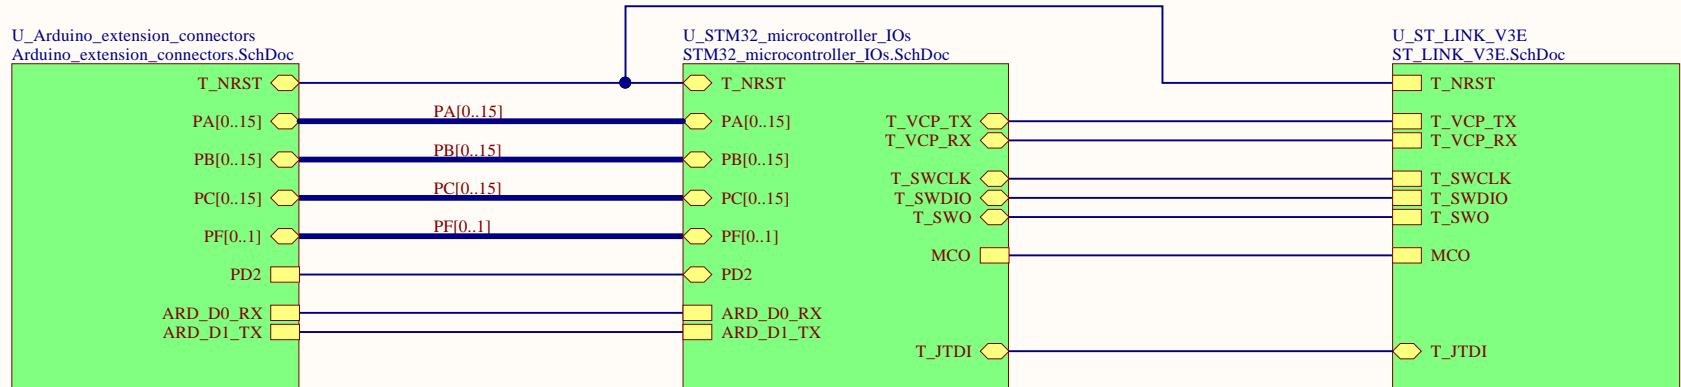 U_Arduino_extension_connectors
Arduino_extension_connectors.SchDoc
T_NRST
PA[0..15]
PB[0..15]
PC[0..15]
PF[0..1]
PD2
ARD_D0_RX
ARD_D1_TX
PA[0..15]
PB[0..15]
PC[0..15]
PF[0..1]
U_STM32_microcontroller_IOs
STM32_microcontroller_IOs.SchDoc
T_NRST
PA[0..15]
PB[0..15]
PC[0..15]
PF[0..1]
PD2
ARD_D0_RX
ARD_D1_TX
T_VCP_TX
T_VCP_RX
T_SWCLK
T_SWDIO
T_SWO
MCO
T_JTDI
U_ST_LINK_V3E
ST_LINK_V3E.SchDoc
T_NRST
T_VCP_TX
T_VCP_RX
T_SWCLK
T_SWDIO
T_SWO
MCO
T_JTDI